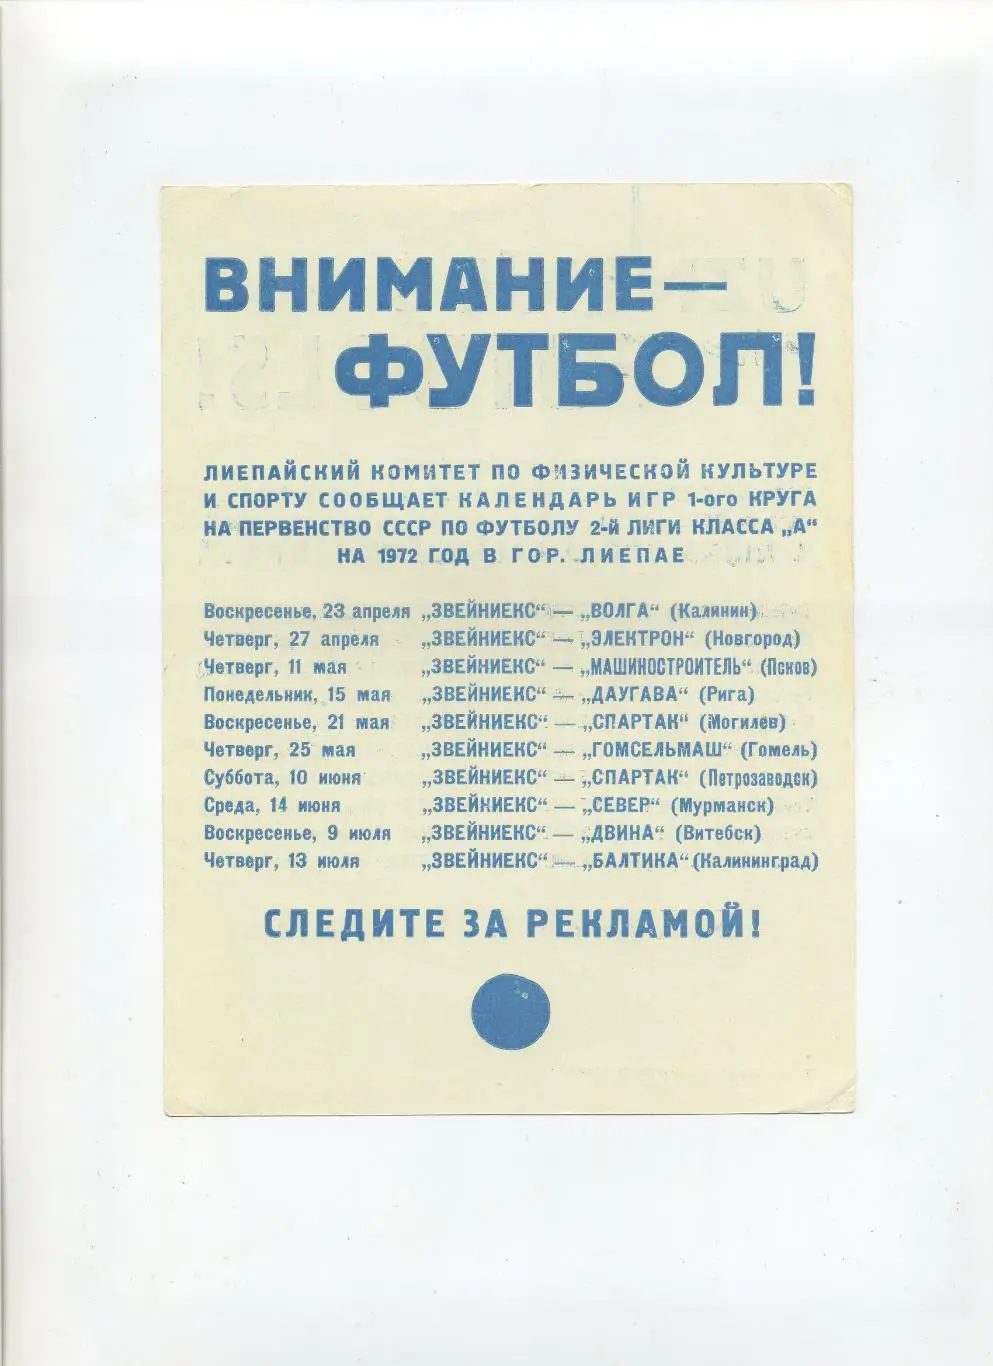 ВНИМАНИЕ —
ФУТБОЛ!
ЛИЕПАЙСКИЙ КОМИТЕТ ПО ФИЗИЧЕСКОЙ КУЛЬТУРЕ
И СПОРТУ СООБЩАЕТ КАЛЕНДАРЬ ИГР 1-ого КРУГА
НА ПЕРВЕНСТВО СССР ПО ФУТБОЛУ 2-й ЛИГИ КЛАССА „А“
НА 1972 ГОД В ГОР. ЛИЕПАЕ
Воскресенье, 23 апреля „ЗВЕЙНИЕКС“ — „ВОЛГА“ (Калинин)
Четверг, 27 апреля „ЗВЕЙНИЕКС“ — „ЭЛЕКТРОН“ (Новгород)
Четверг, 11 мая „ЗВЕЙНИЕКС“ — „МАШИНОСТРОИТЕЛЬ“ (Псков)
Понедельник, 15 мая „ЗВЕЙНИЕКС“ — „ДАУГАВА“ (Рига)
Воскресенье, 21 мая „ЗВЕЙНИЕКС“ — „СПАРТАК“ (Могилев)
Четверг, 25 мая „ЗВЕЙНИЕКС“ — „ГОМСЕЛЬМАШ“ (Гомель)
Суббота, 10 июня „ЗВЕЙНИЕКС“ — „СПАРТАК“ (Петрозаводск)
Среда, 14 июня „ЗВЕЙНИЕКС“ — „СЕВЕР“ (Мурманск)
Воскресенье, 9 июля „ЗВЕЙНИЕКС“ — „ДВИНА“ (Витебск)
Четверг, 13 июля „ЗВЕЙНИЕКС“ — „БАЛТИКА“ (Калининград)
СЛЕДИТЕ ЗА РЕКЛАМОЙ!